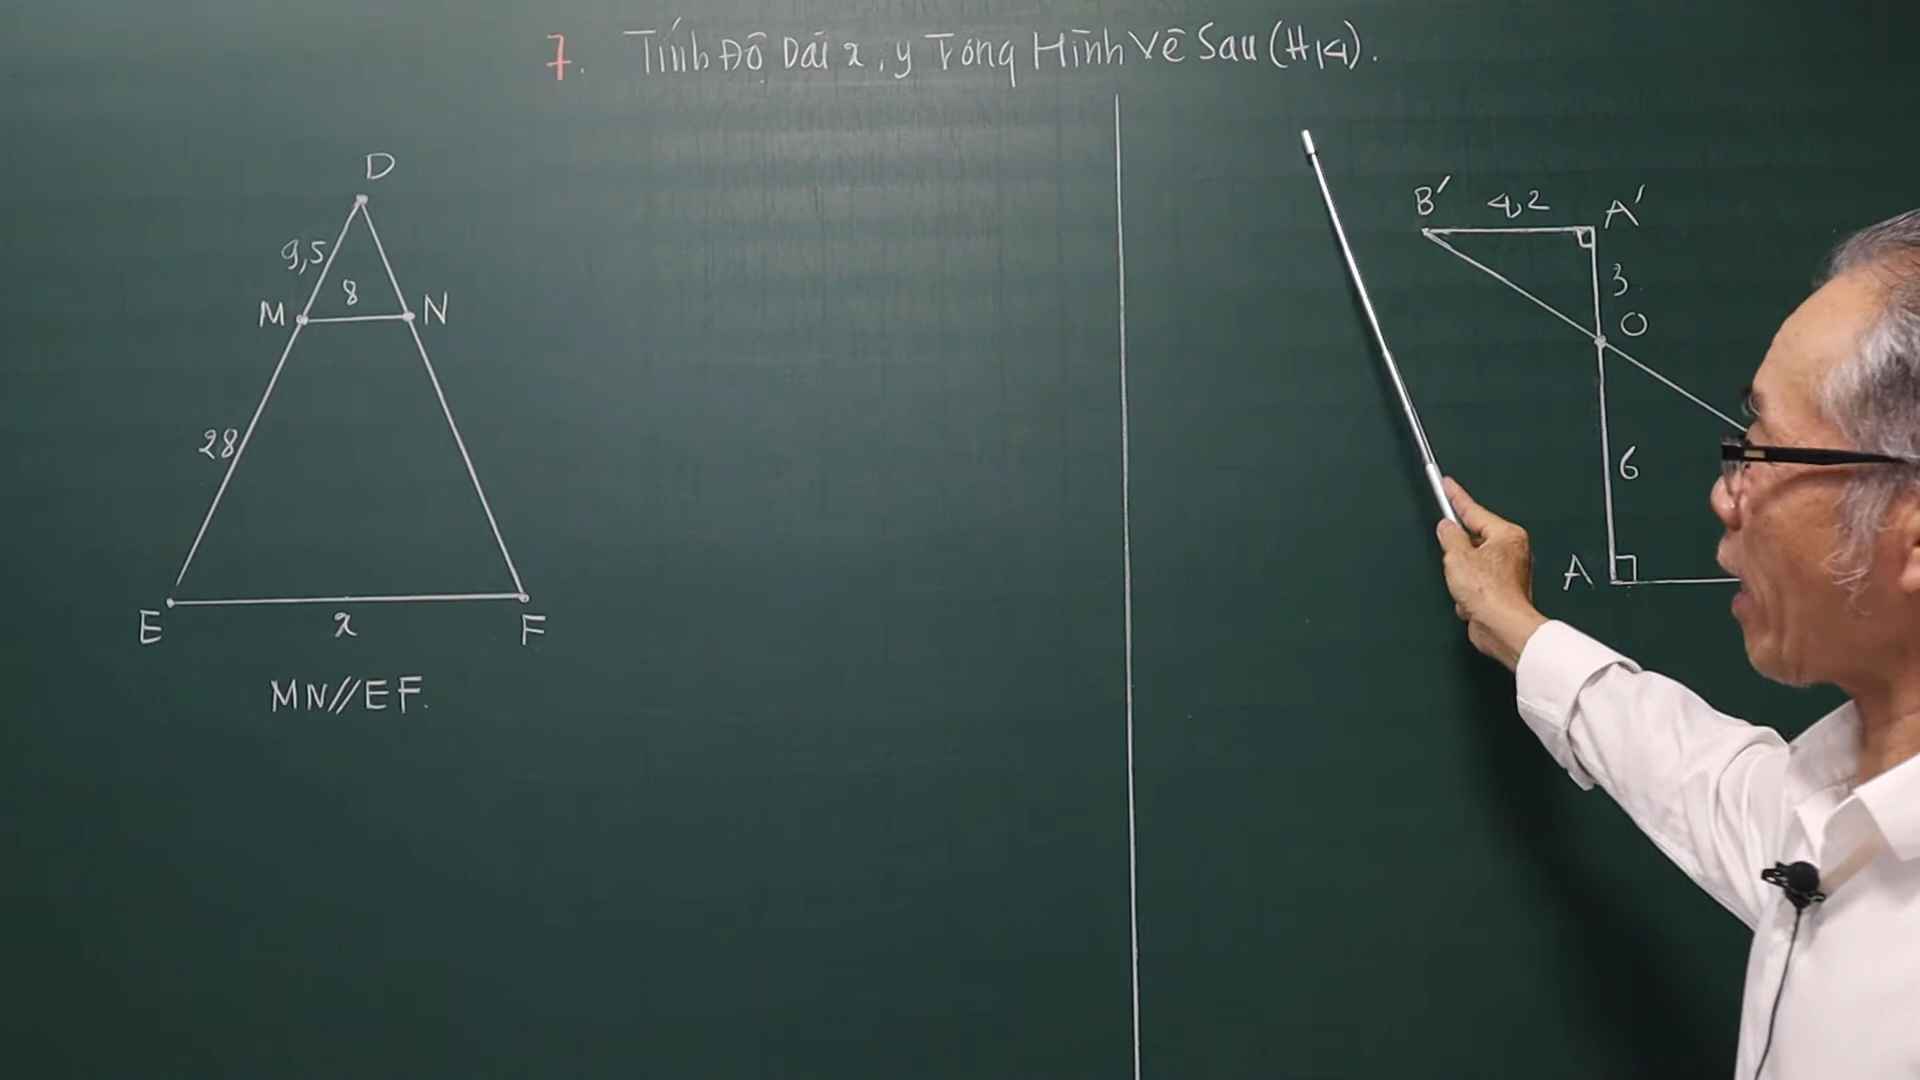 7. Tính Độ Dài x, y Trong Hình Vẽ Sau (H14).
D
9,5
8
M
N
28
E
x
F
MN//EF.
B'
4,2
A'
3
O
6
A